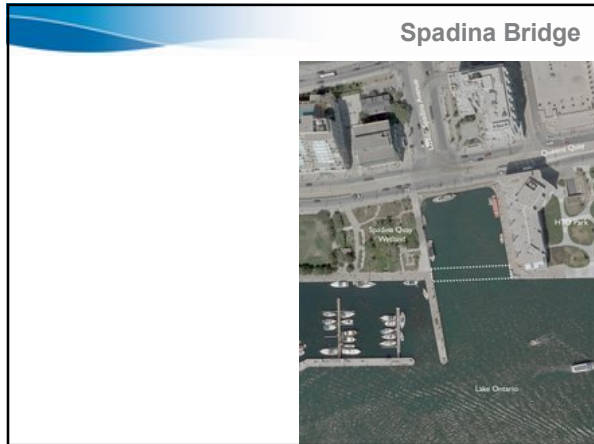 Spadina Bridge
Queens Quay
Spadina Quay
Wetland
HTO Park
Lake Ontario